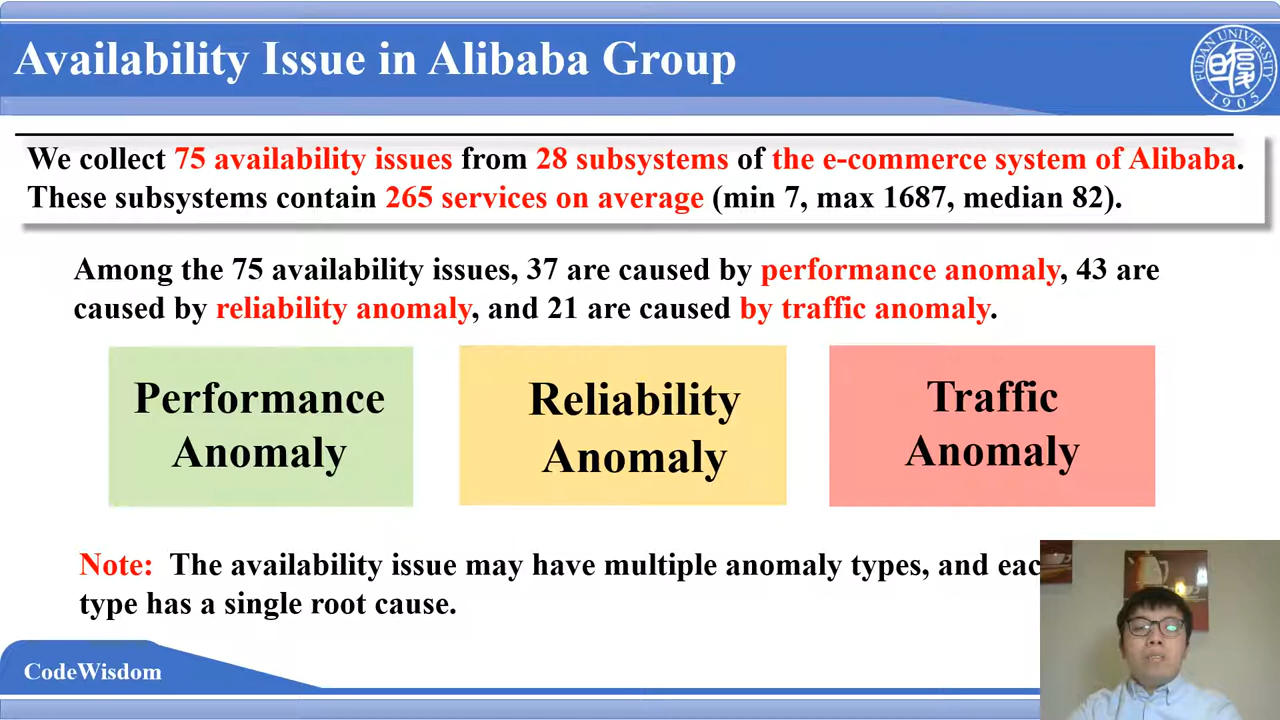 Availability Issue in Alibaba Group
FUDAN UNIVERSITY
1905
We collect 75 availability issues from 28 subsystems of the e-commerce system of Alibaba.
These subsystems contain 265 services on average (min 7, max 1687, median 82).
Among the 75 availability issues, 37 are caused by performance anomaly, 43 are
caused by reliability anomaly, and 21 are caused by traffic anomaly.
Performance
Anomaly
Reliability
Anomaly
Traffic
Anomaly
Note: The availability issue may have multiple anomaly types, and
type has a single root cause.
CodeWisdom